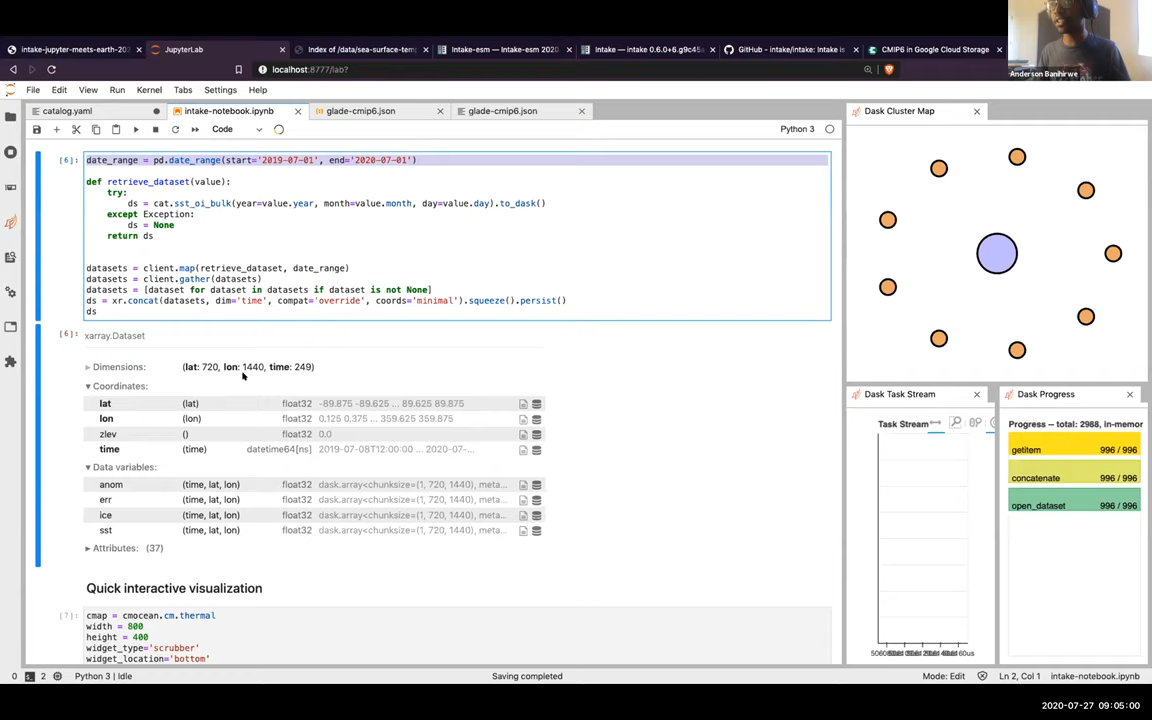 intake-jupyter-meets-earth-202
JupyterLab
Index of /data/sea-surface-tem
Intake-esm — Intake-esm 2020
Intake — intake 0.6.0+6.g9c45
GitHub - intake/intake: Intake is
CMIP6 in Google Cloud Storage
Anderson Banihirwe
localhost:8777/lab?
File Edit View Run Kernel Tabs Settings Help
catalog.yaml
intake-notebook.ipynb
glade-cmip6.json
glade-cmip6.json
Dask Cluster Map
Code
Python 3
[6]:
date_range = pd.date_range(start='2019-07-01', end='2020-07-01')
def retrieve_dataset(value):
try:
ds = cat.sst_oi_bulk(year=value.year, month=value.month, day=value.day).to_dask()
except Exception:
ds = None
return ds
datasets = client.map(retrieve_dataset, date_range)
datasets = client.gather(datasets)
datasets = [dataset for dataset in datasets if dataset is not None]
ds = xr.concat(datasets, dim='time', compat='override', coords='minimal').squeeze().persist()
ds
[6]:
xarray.Dataset
Dimensions: (lat: 720, lon: 1440, time: 249)
Coordinates:
lat (lat) float32 -89.875 -89.625 ... 89.625 89.875
lon (lon) float32 0.125 0.375 ... 359.625 359.875
zlev () float32 0.0
time (time) datetime64[ns] 2019-07-08T12:00:00 ... 2020-07-...
Data variables:
anom (time, lat, lon) float32 dask.array<chunksize=(1, 720, 1440), meta...
err (time, lat, lon) float32 dask.array<chunksize=(1, 720, 1440), meta...
ice (time, lat, lon) float32 dask.array<chunksize=(1, 720, 1440), meta...
sst (time, lat, lon) float32 dask.array<chunksize=(1, 720, 1440), meta...
Attributes: (37)
Quick interactive visualization
[7]:
cmap = cmocean.cm.thermal
width = 800
height = 400
widget_type='scrubber'
widget_location='bottom'
Dask Task Stream
Task Stream
Dask Progress
Progress -- total: 2988, in-memor
getitem 996 / 996
concatenate 996 / 996
open_dataset 996 / 996
0
2
Python 3 | Idle
Saving completed
Mode: Edit
Ln 2, Col 1
intake-notebook.ipynb
2020-07-27 09:05:00